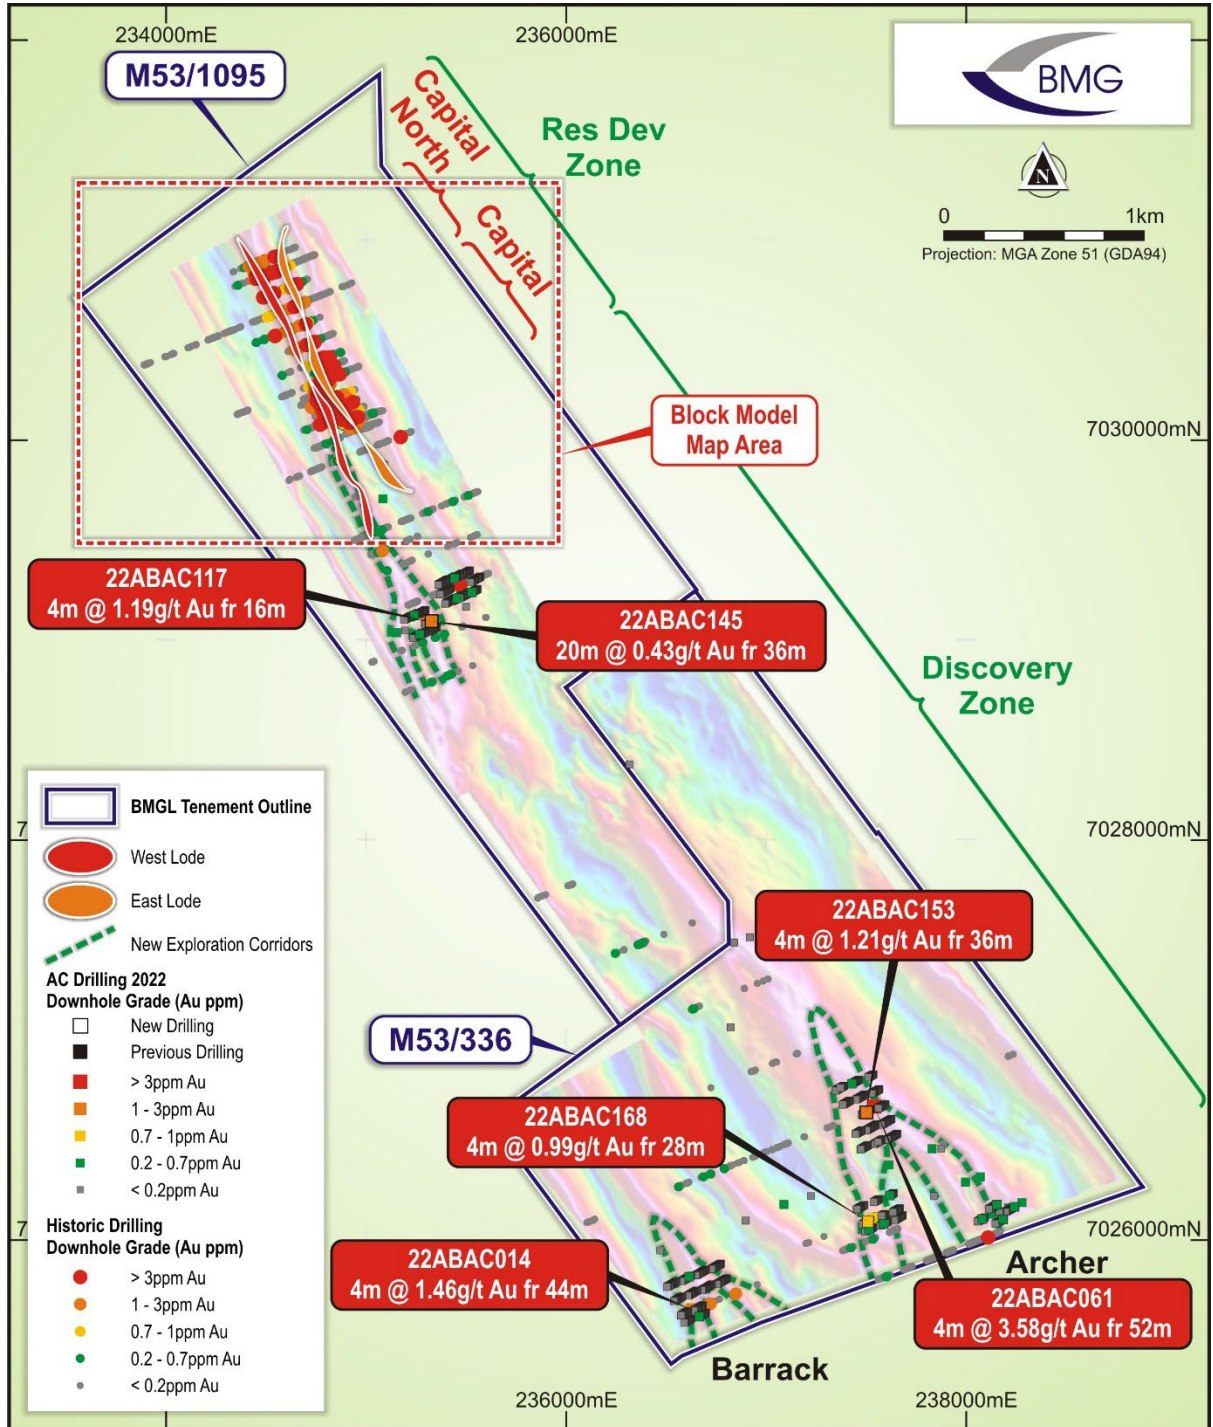 234000mE
236000mE
M53/1095
BMG
Capital
North
Capital
Res Dev
Zone
N
0
1km
Projection: MGA Zone 51 (GDA94)
Block Model
Map Area
7030000mN
22ABAC117
4m @ 1.19g/t Au fr 16m
22ABAC145
20m @ 0.43g/t Au fr 36m
Discovery
Zone
7
7028000mN
BMGL Tenement Outline
West Lode
East Lode
New Exploration Corridors
AC Drilling 2022
Downhole Grade (Au ppm)
New Drilling
Previous Drilling
> 3ppm Au
1 - 3ppm Au
0.7 - 1ppm Au
0.2 - 0.7ppm Au
< 0.2ppm Au
Historic Drilling
Downhole Grade (Au ppm)
> 3ppm Au
1 - 3ppm Au
0.7 - 1ppm Au
0.2 - 0.7ppm Au
< 0.2ppm Au
22ABAC153
4m @ 1.21g/t Au fr 36m
M53/336
22ABAC168
4m @ 0.99g/t Au fr 28m
7
7026000mN
22ABAC014
4m @ 1.46g/t Au fr 44m
Archer
22ABAC061
4m @ 3.58g/t Au fr 52m
Barrack
236000mE
238000mE